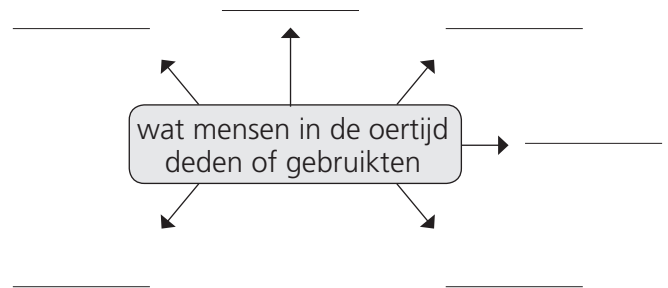 wat mensen in de oertijd
deden of gebruikten